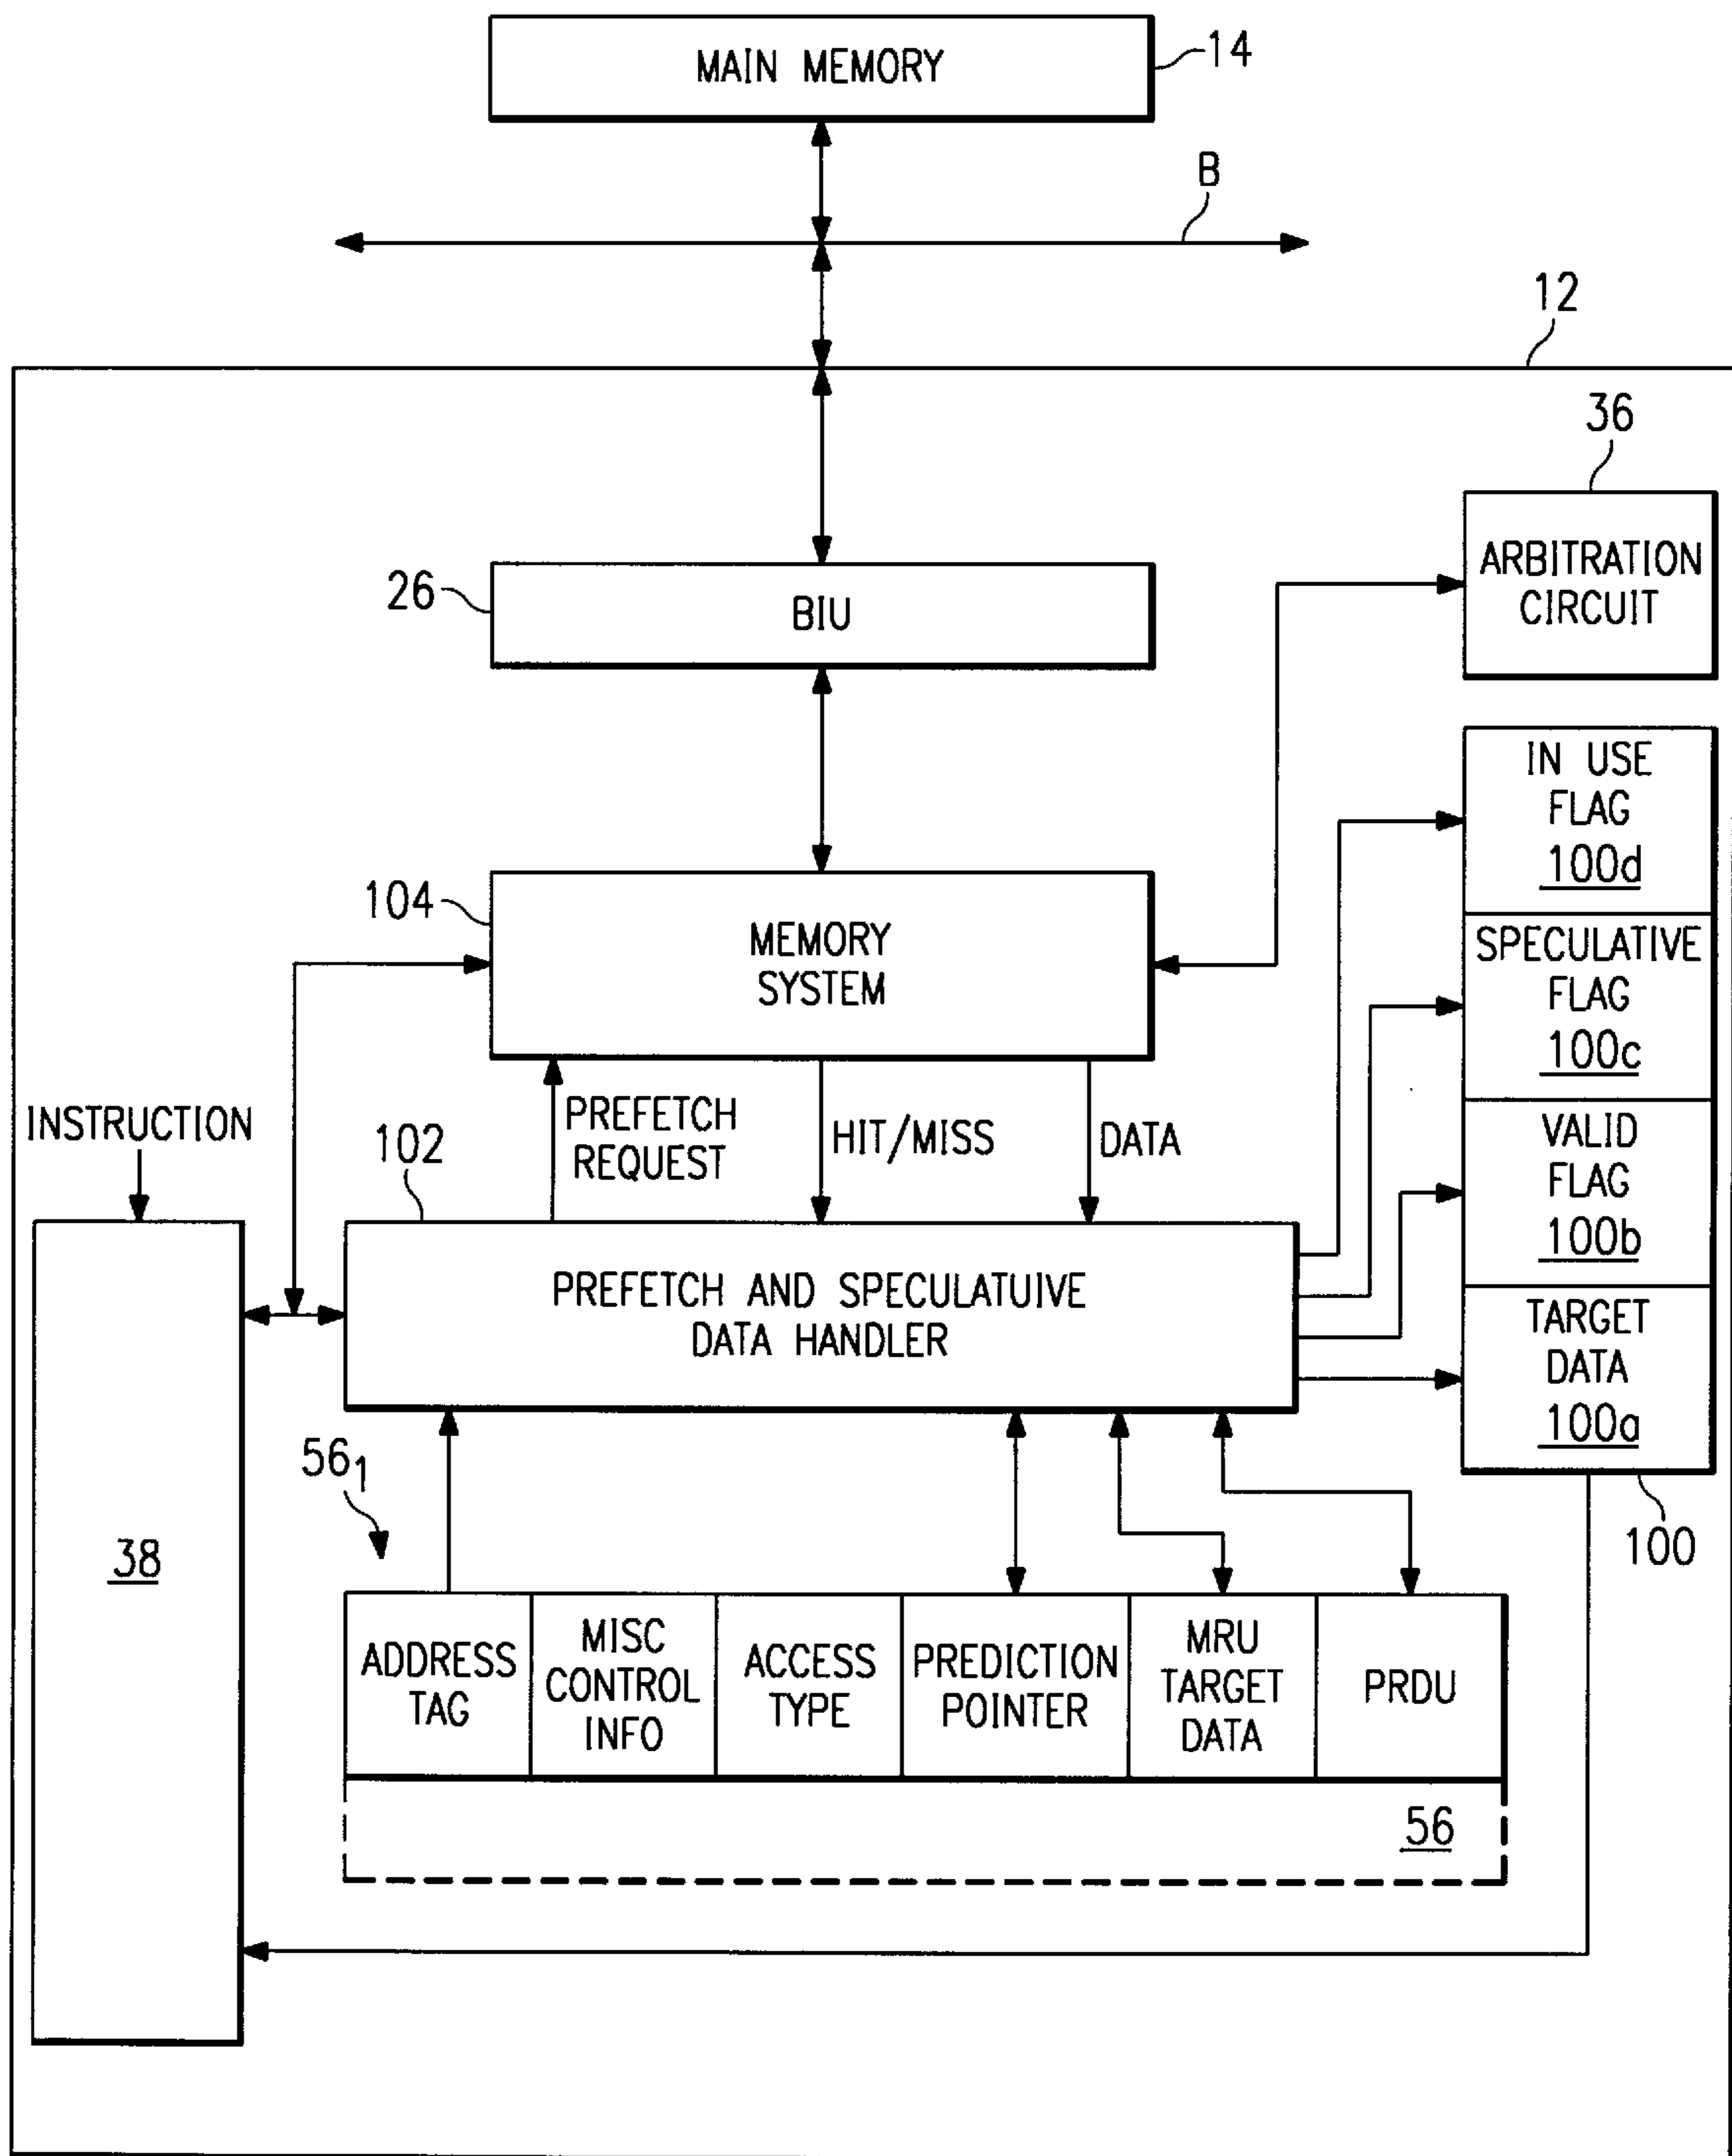 MAIN MEMORY
14
B
12
36
ARBITRATION
CIRCUIT
26
BIU
IN USE
FLAG
100d
104
MEMORY
SYSTEM
SPECULATIVE
FLAG
100c
INSTRUCTION
102
PREFETCH
REQUEST
HIT/MISS
DATA
VALID
FLAG
100b
PREFETCH AND SPECULATUIVE
DATA HANDLER
TARGET
DATA
100a
100
56₁
38
ADDRESS
TAG
MISC
CONTROL
INFO
ACCESS
TYPE
PREDICTION
POINTER
MRU
TARGET
DATA
PRDU
56